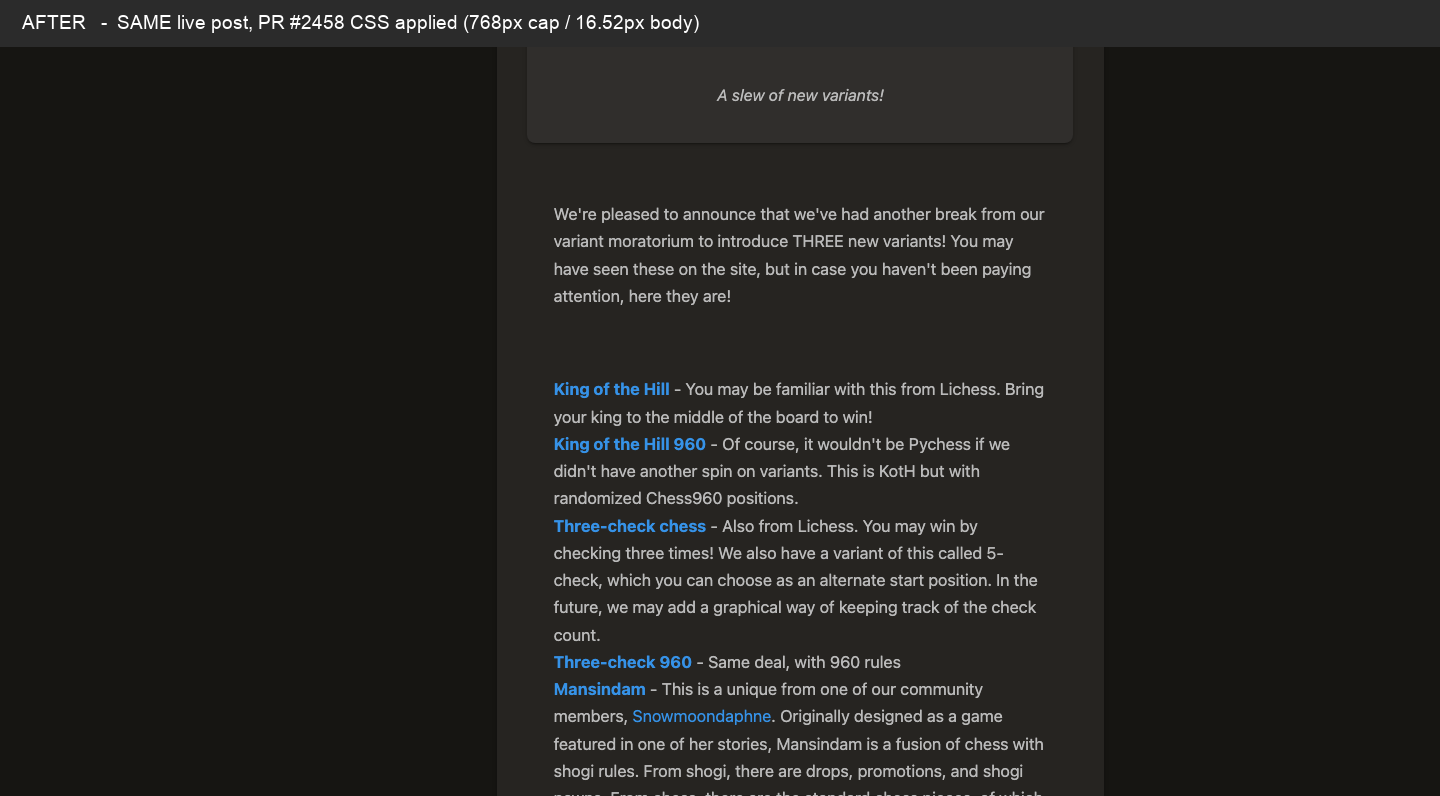 AFTER - SAME live post, PR #2458 CSS applied (768px cap / 16.52px body)
A slew of new variants!
We're pleased to announce that we've had another break from our
variant moratorium to introduce THREE new variants! You may
have seen these on the site, but in case you haven't been paying
attention, here they are!
King of the Hill - You may be familiar with this from Lichess. Bring
your king to the middle of the board to win!
King of the Hill 960 - Of course, it wouldn't be Pychess if we
didn't have another spin on variants. This is KotH but with
randomized Chess960 positions.
Three-check chess - Also from Lichess. You may win by
checking three times! We also have a variant of this called 5-
check, which you can choose as an alternate start position. In the
future, we may add a graphical way of keeping track of the check
count.
Three-check 960 - Same deal, with 960 rules
Mansindam - This is a unique from one of our community
members, Snowmoondaphne. Originally designed as a game
featured in one of her stories, Mansindam is a fusion of chess with
shogi rules. From shogi, there are drops, promotions, and shogi